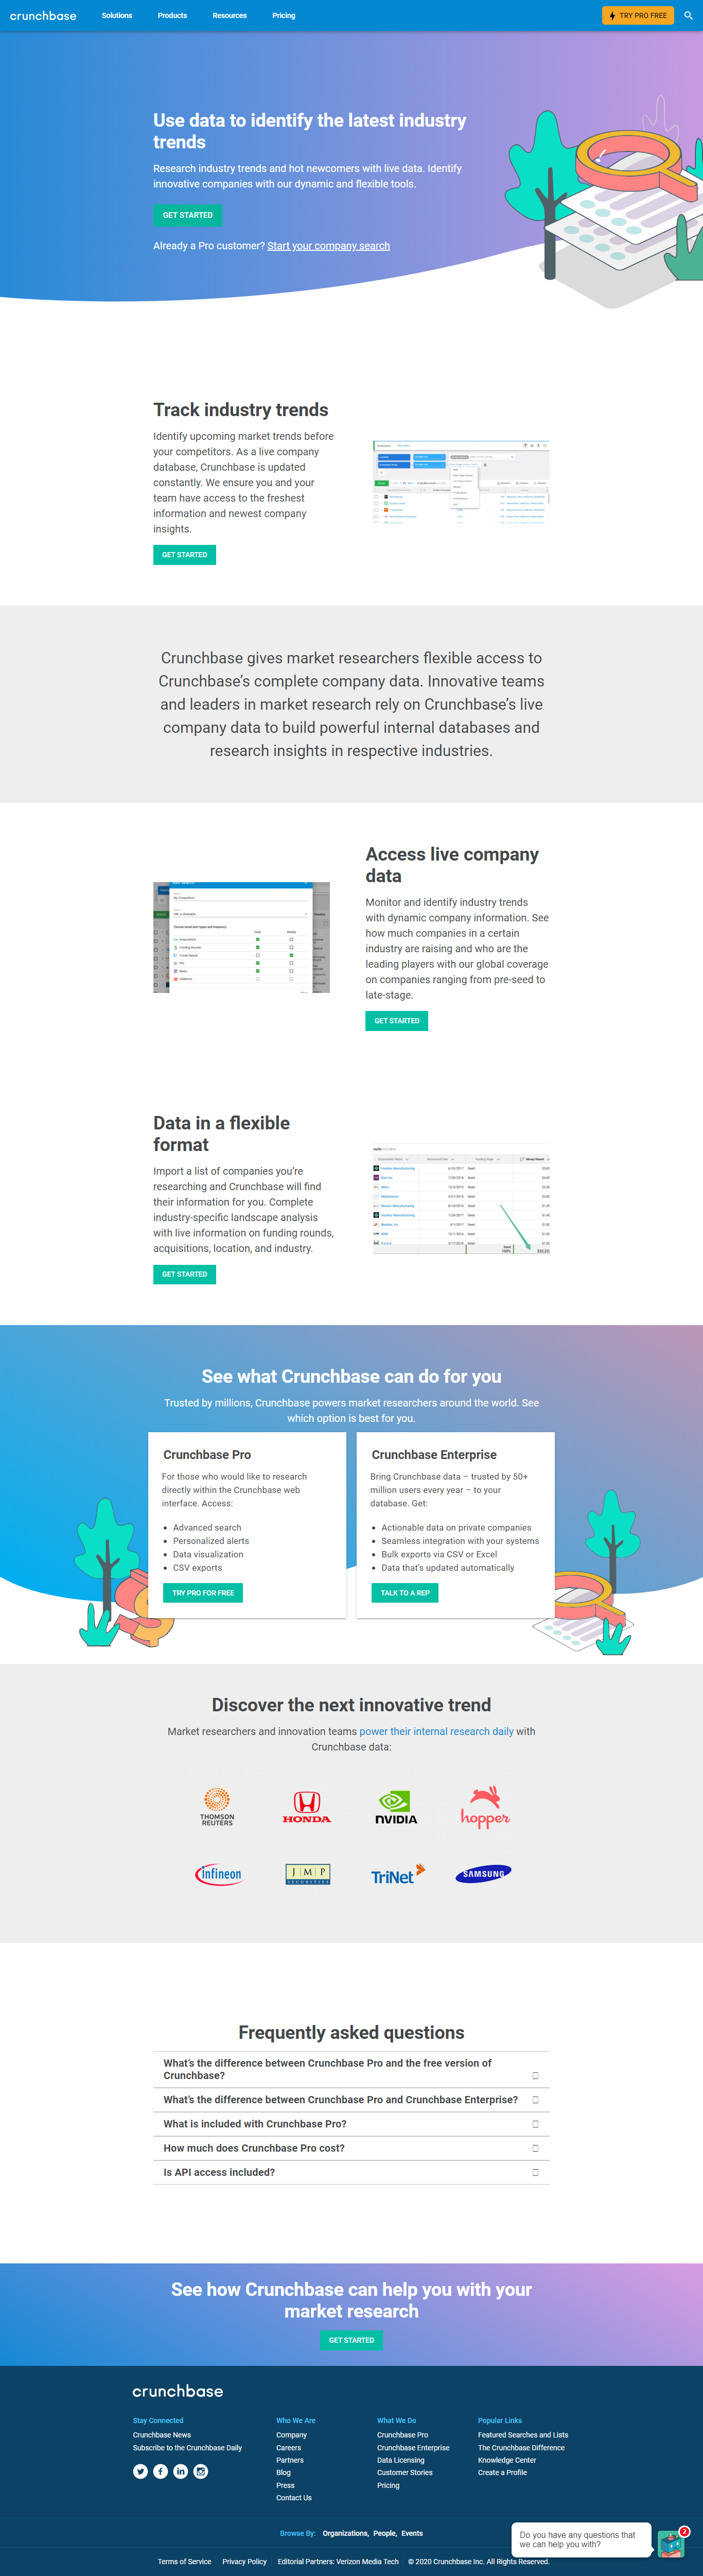 crunchbase
Solutions
Products
Resources
Pricing
TRY PRO FREE
Use data to identify the latest industry
trends
Research industry trends and hot newcomers with live data. Identify
innovative companies with our dynamic and flexible tools.
GET STARTED
Already a Pro customer? Start your company search
Track industry trends
Identify upcoming market trends before
your competitors. As a live company
database, Crunchbase is updated
constantly. We ensure you and your
team have access to the freshest
information and newest company
insights.
GET STARTED
Crunchbase gives market researchers flexible access to
Crunchbase’s complete company data. Innovative teams
and leaders in market research rely on Crunchbase’s live
company data to build powerful internal databases and
research insights in respective industries.
Access live company
data
Monitor and identify industry trends
with dynamic company information. See
how much companies in a certain
industry are raising and who are the
leading players with our global coverage
on companies ranging from pre-seed to
late-stage.
GET STARTED
Data in a flexible
format
Import a list of companies you’re
researching and Crunchbase will find
their information for you. Complete
industry-specific landscape analysis
with live information on funding rounds,
acquisitions, location, and industry.
GET STARTED
See what Crunchbase can do for you
Trusted by millions, Crunchbase powers market researchers around the world. See
which option is best for you.
Crunchbase Pro
For those who would like to research
directly within the Crunchbase web
interface. Access:
Advanced search
Personalized alerts
Data visualization
CSV exports
TRY PRO FOR FREE
Crunchbase Enterprise
Bring Crunchbase data – trusted by 50+
million users every year – to your
database. Get:
Actionable data on private companies
Seamless integration with your systems
Bulk exports via CSV or Excel
Data that’s updated automatically
TALK TO A REP
Discover the next innovative trend
Market researchers and innovation teams power their internal research daily with
Crunchbase data:
THOMSON
REUTERS
HONDA
NVIDIA
hopper
infineon
JMP
SECURITIES
TriNet
SAMSUNG
Frequently asked questions
What’s the difference between Crunchbase Pro and the free version of
Crunchbase?
What’s the difference between Crunchbase Pro and Crunchbase Enterprise?
What is included with Crunchbase Pro?
How much does Crunchbase Pro cost?
Is API access included?
See how Crunchbase can help you with your
market research
GET STARTED
crunchbase
Stay Connected
Crunchbase News
Subscribe to the Crunchbase Daily
Who We Are
Company
Careers
Partners
Blog
Press
Contact Us
What We Do
Crunchbase Pro
Crunchbase Enterprise
Data Licensing
Customer Stories
Pricing
Popular Links
Featured Searches and Lists
The Crunchbase Difference
Knowledge Center
Create a Profile
Browse By: Organizations, People, Events
Do you have any questions that
we can help you with?
2
Terms of Service
Privacy Policy
Editorial Partners: Verizon Media Tech
© 2020 Crunchbase Inc. All Rights Reserved.